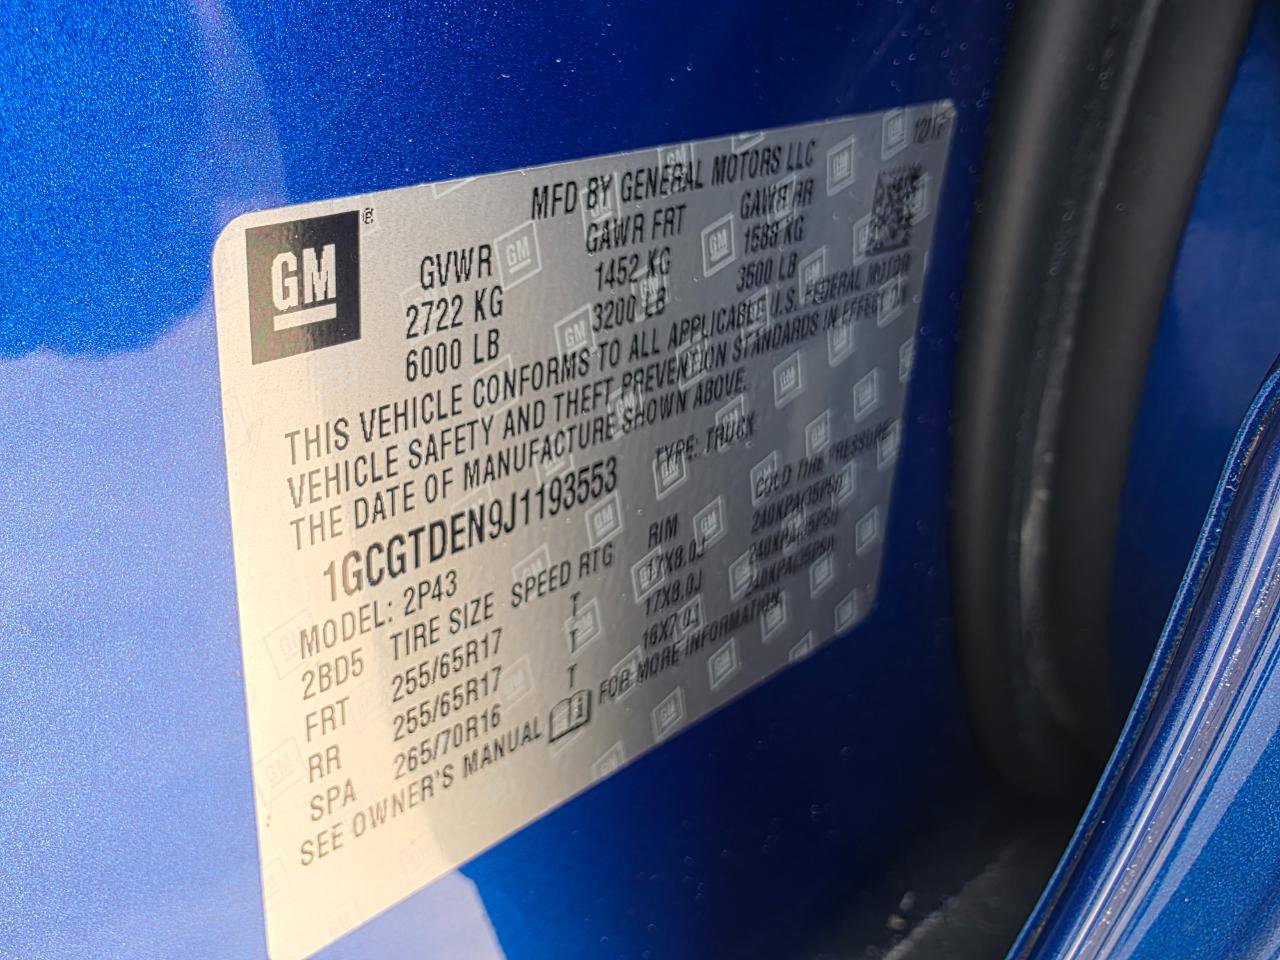 GM®
MFD BY GENERAL MOTORS LLC
GVWR GAWR FRT GAWR RR
2722 KG 1452 KG 1588 KG
6000 LB 3200 LB 3500 LB
THIS VEHICLE CONFORMS TO ALL APPLICABLE U.S. FEDERAL MOTOR
VEHICLE SAFETY AND THEFT PREVENTION STANDARDS IN EFFECT ON
THE DATE OF MANUFACTURE SHOWN ABOVE.
1GCGTDEN9J1193553 TYPE: TRUCK
MODEL: 2P43
2BD5 TIRE SIZE SPEED RTG RIM COLD TIRE PRESSURE
FRT 255/65R17 T 17X8.0J 240KPA(35PSI)
RR 255/65R17 T 17X8.0J 240KPA(35PSI)
SPA 265/70R16 T 16X7.0J 240KPA(35PSI)
SEE OWNER'S MANUAL FOR MORE INFORMATION